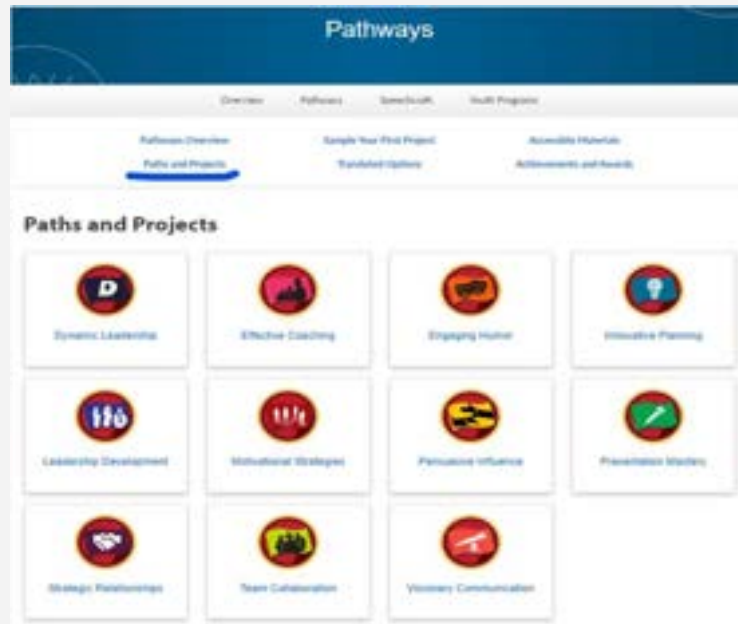 Pathways
Overview Pathways Speechcraft Youth Programs
Pathways Overview Sample Your First Project Accessible Materials
Paths and Projects Translated Options Achievements and Awards
Paths and Projects
Dynamic Leadership Effective Coaching Engaging Humor Innovative Planning
Leadership Development Motivational Strategies Persuasive Influence Presentation Mastery
Strategic Relationships Team Collaboration Visionary Communication